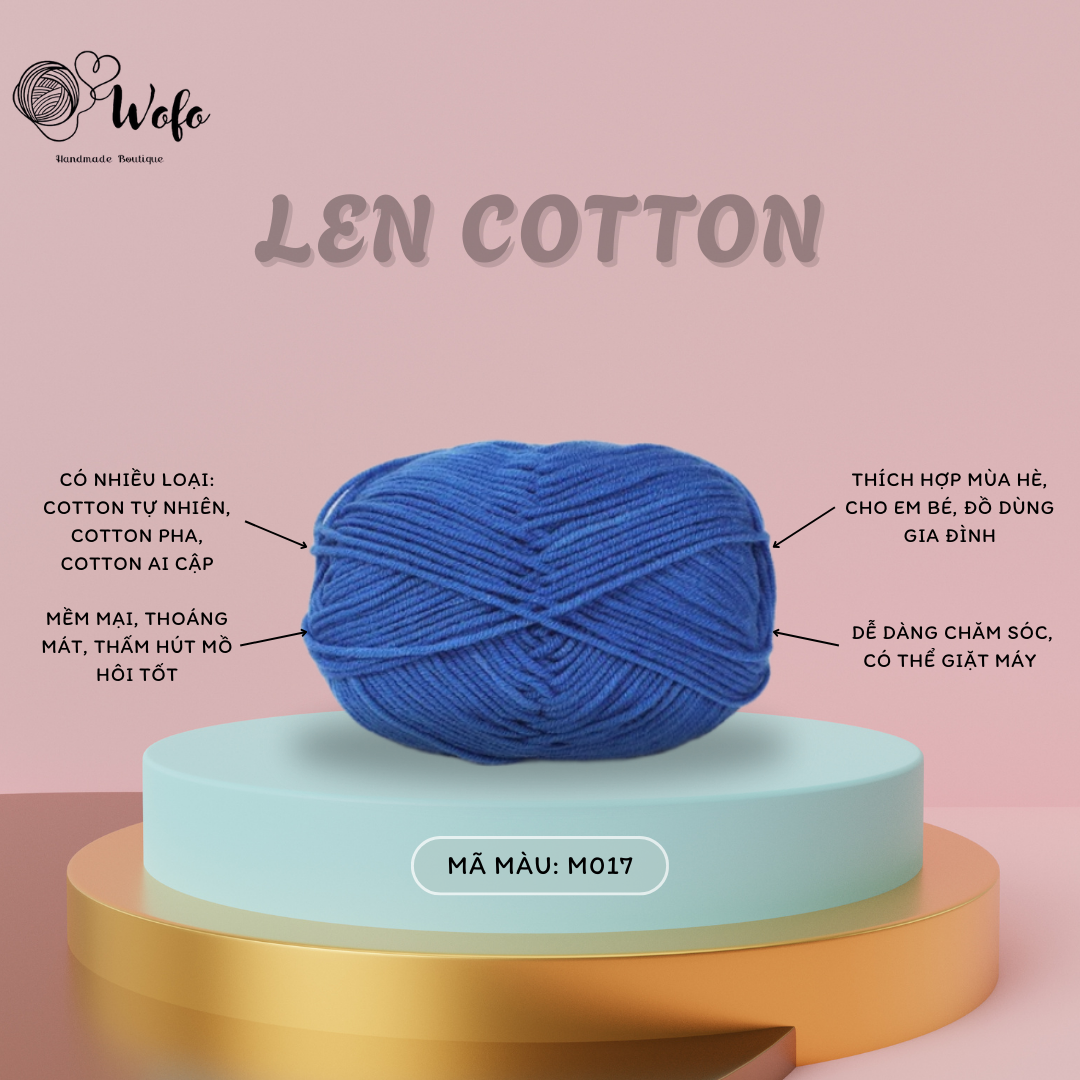 Wofo
Handmade Boutique
LEN COTTON
CÓ NHIỀU LOẠI:
COTTON TỰ NHIÊN,
COTTON PHA,
COTTON AI CẬP
MỀM MẠI, THOÁNG
MÁT, THẤM HÚT MỒ
HÔI TỐT
THÍCH HỢP MÙA HÈ,
CHO EM BÉ, ĐỒ DÙNG
GIA ĐÌNH
DỄ DÀNG CHĂM SÓC,
CÓ THỂ GIẶT MÁY
MÃ MÀU: M017